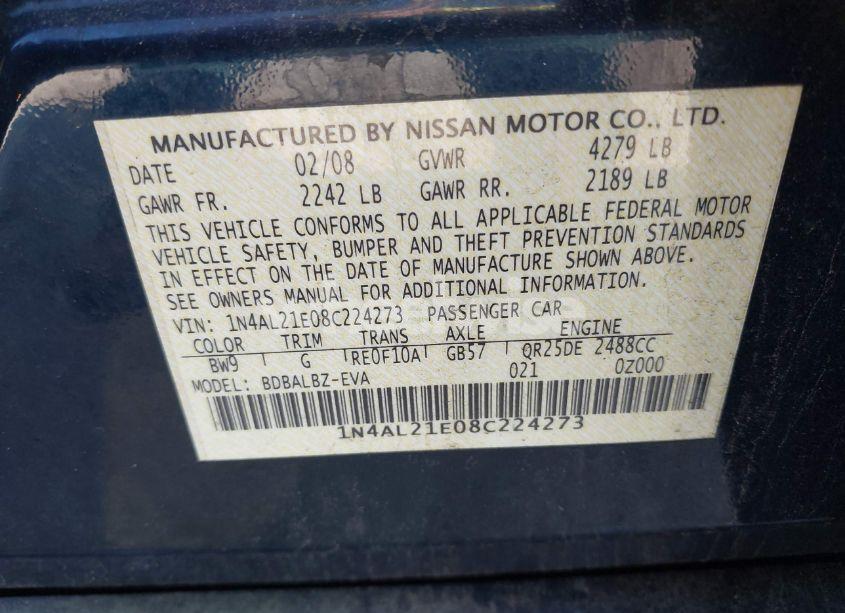 MANUFACTURED BY NISSAN MOTOR CO., LTD.
DATE 02/08 GVWR 4279 LB
GAWR FR. 2242 LB GAWR RR. 2189 LB
THIS VEHICLE CONFORMS TO ALL APPLICABLE FEDERAL MOTOR
VEHICLE SAFETY, BUMPER AND THEFT PREVENTION STANDARDS
IN EFFECT ON THE DATE OF MANUFACTURE SHOWN ABOVE.
SEE OWNERS MANUAL FOR ADDITIONAL INFORMATION.
VIN: 1N4AL21E08C224273 PASSENGER CAR
COLOR TRIM TRANS AXLE ENGINE
BW9 G RE0F10A GB57 QR25DE 2488CC
MODEL: BDBALBZ-EVA 021 0Z000
1N4AL21E08C224273